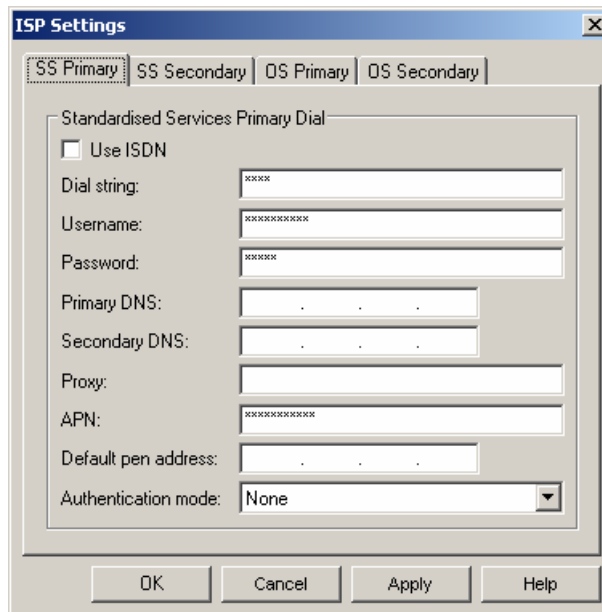 ISP Settings
SS Primary SS Secondary OS Primary OS Secondary
Standardised Services Primary Dial
Use ISDN
Dial string: ****
Username: **********
Password: *****
Primary DNS: . . .
Secondary DNS: . . .
Proxy:
APN: ***********
Default pen address: . . .
Authentication mode: None
OK Cancel Apply Help